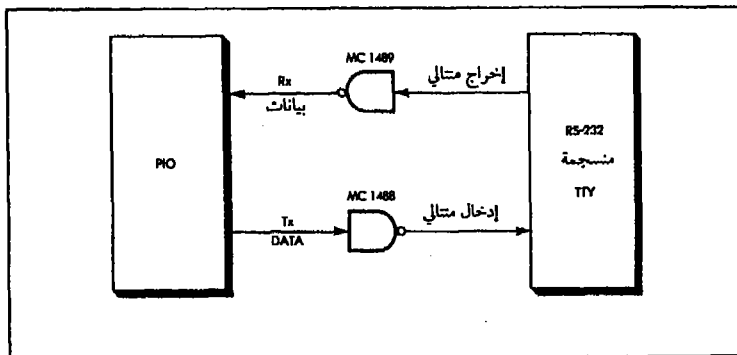 MC 1489
Rx
بيانات
إخراج متتالي
PIO
RS-232
منسجمة
TTY
MC 1488
Tx
DATA
إدخال متتالي